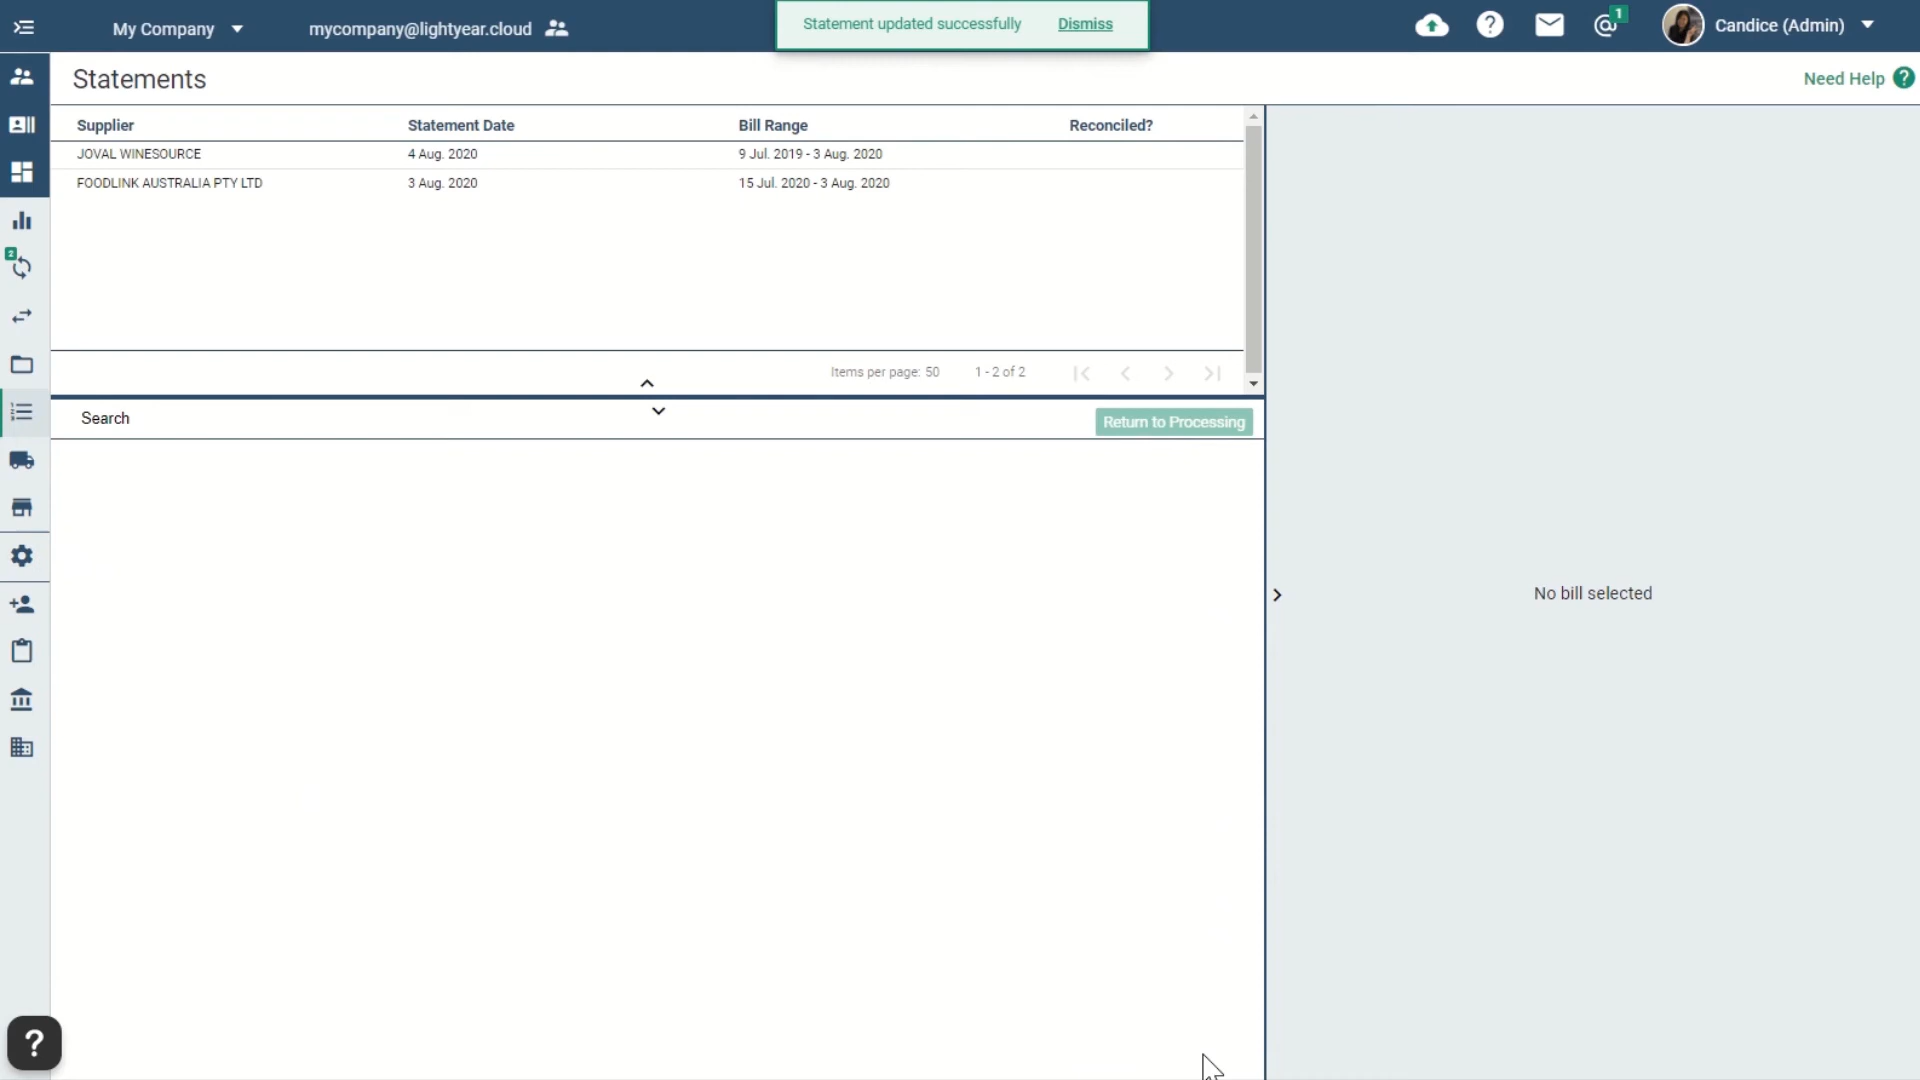 My Company
mycompany@lightyear.cloud
Statement updated successfully Dismiss
1
Candice (Admin)
Statements
Need Help ?
Supplier Statement Date Bill Range Reconciled?
JOVAL WINESOURCE 4 Aug. 2020 9 Jul. 2019 - 3 Aug. 2020
FOODLINK AUSTRALIA PTY LTD 3 Aug. 2020 15 Jul. 2020 - 3 Aug. 2020
2
Items per page: 50 1 - 2 of 2
Search
Return to Processing
No bill selected
?